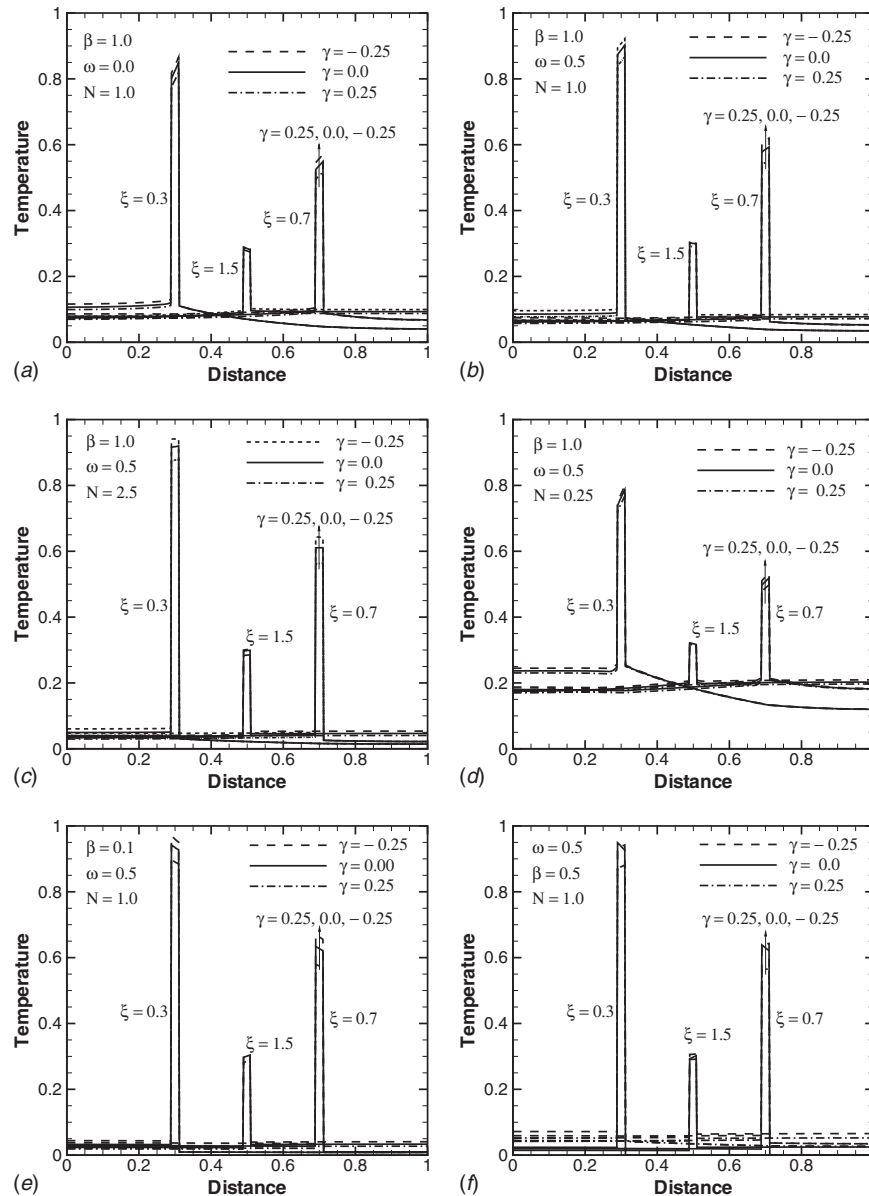 β = 1.0
ω = 0.0
N = 1.0
γ = − 0.25
γ = 0.0
γ = 0.25
γ = 0.25, 0.0, − 0.25
ξ = 0.3
ξ = 1.5
ξ = 0.7
Temperature
0
0.2
0.4
0.6
0.8
1
0
0.2
0.4
0.6
0.8
1
Distance
(a)
β = 1.0
ω = 0.5
N = 1.0
γ = − 0.25
γ = 0.0
γ = 0.25
γ = 0.25, 0.0, − 0.25
ξ = 0.3
ξ = 1.5
ξ = 0.7
Temperature
0
0.2
0.4
0.6
0.8
1
0
0.2
0.4
0.6
0.8
Distance
(b)
β = 1.0
ω = 0.5
N = 2.5
γ = − 0.25
γ = 0.0
γ = 0.25
γ = 0.25, 0.0, − 0.25
ξ = 0.3
ξ = 1.5
ξ = 0.7
Temperature
0
0.2
0.4
0.6
0.8
1
0
0.2
0.4
0.6
0.8
1
Distance
(c)
β = 1.0
ω = 0.5
N = 0.25
γ = − 0.25
γ = 0.0
γ = 0.25
γ = 0.25, 0.0, − 0.25
ξ = 0.3
ξ = 1.5
ξ = 0.7
Temperature
0
0.2
0.4
0.6
0.8
1
0
0.2
0.4
0.6
0.8
Distance
(d)
β = 0.1
ω = 0.5
N = 1.0
γ = − 0.25
γ = 0.00
γ = 0.25
γ = 0.25, 0.0, − 0.25
ξ = 0.3
ξ = 1.5
ξ = 0.7
Temperature
0
0.2
0.4
0.6
0.8
1
0
0.2
0.4
0.6
0.8
1
Distance
(e)
ω = 0.5
β = 0.5
N = 1.0
γ = − 0.25
γ = 0.0
γ = 0.25
γ = 0.25, 0.0, − 0.25
ξ = 0.3
ξ = 1.5
ξ = 0.7
Temperature
0
0.2
0.4
0.6
0.8
1
0
0.2
0.4
0.6
0.8
Distance
(f)